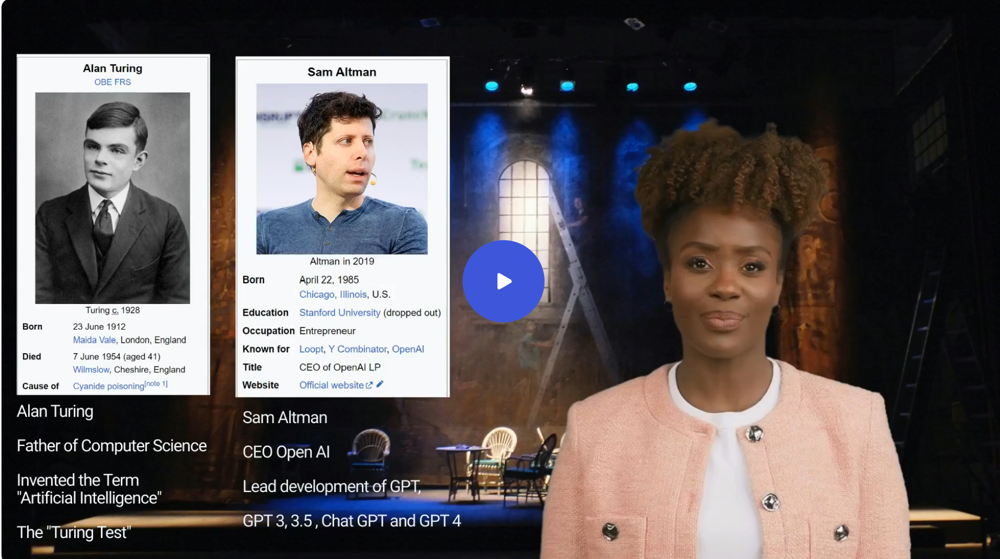 Alan Turing
OBE FRS
Turing c. 1928
Born 23 June 1912
Maida Vale, London, England
Died 7 June 1954 (aged 41)
Wilmslow, Cheshire, England
Cause of Cyanide poisoning[note 1]
Alan Turing
Father of Computer Science
Invented the Term
"Artificial Intelligence"
The "Turing Test"
Sam Altman
Altman in 2019
Born April 22, 1985
Chicago, Illinois, U.S.
Education Stanford University (dropped out)
Occupation Entrepreneur
Known for Loopt, Y Combinator, OpenAI
Title CEO of OpenAI LP
Website Official website
Sam Altman
CEO Open AI
Lead development of GPT,
GPT 3, 3.5 , Chat GPT and GPT 4